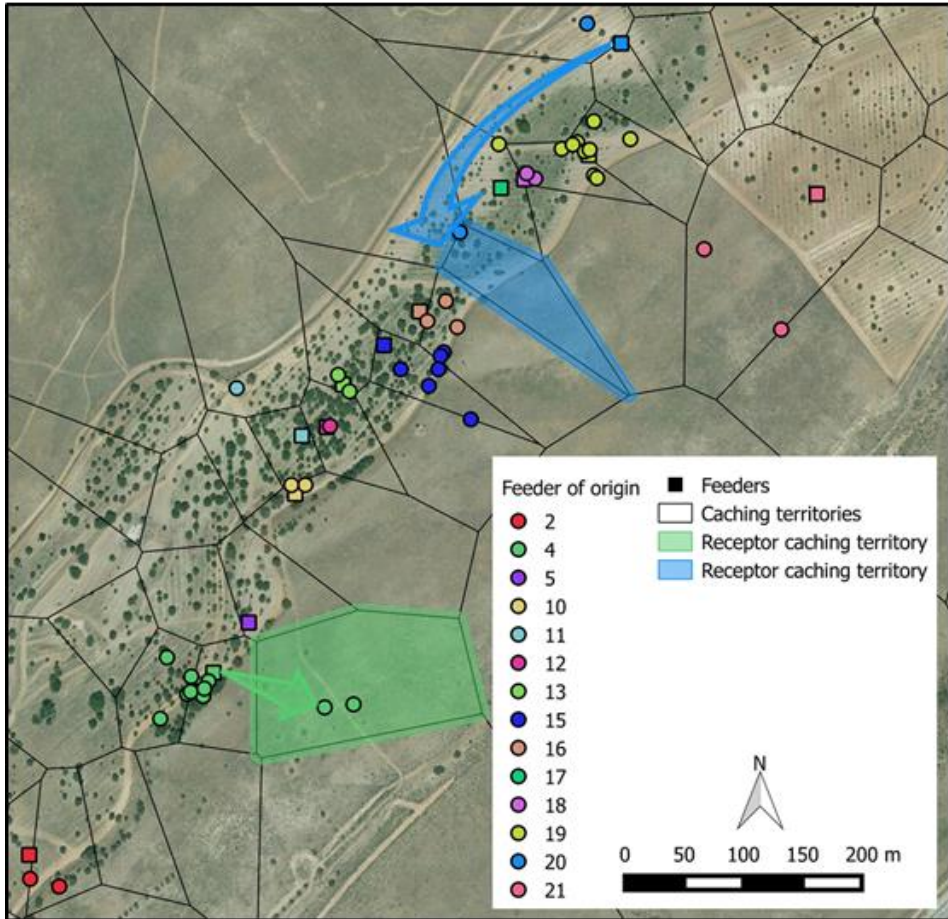 Feeder of origin
2
4
5
10
11
12
13
15
16
17
18
19
20
21
Feeders
Caching territories
Receptor caching territory
Receptor caching territory
N
0 50 100 150 200 m